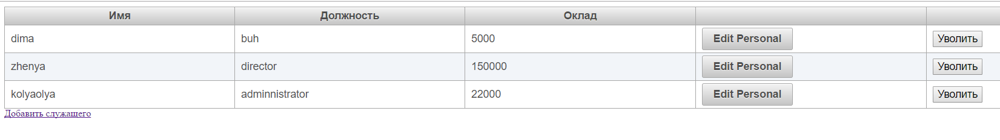 Имя Должность Оклад
dima buh 5000 Edit Personal Уволить
zhenya director 150000 Edit Personal Уволить
kolyaolya adminnistrator 22000 Edit Personal Уволить
Добавить служашего